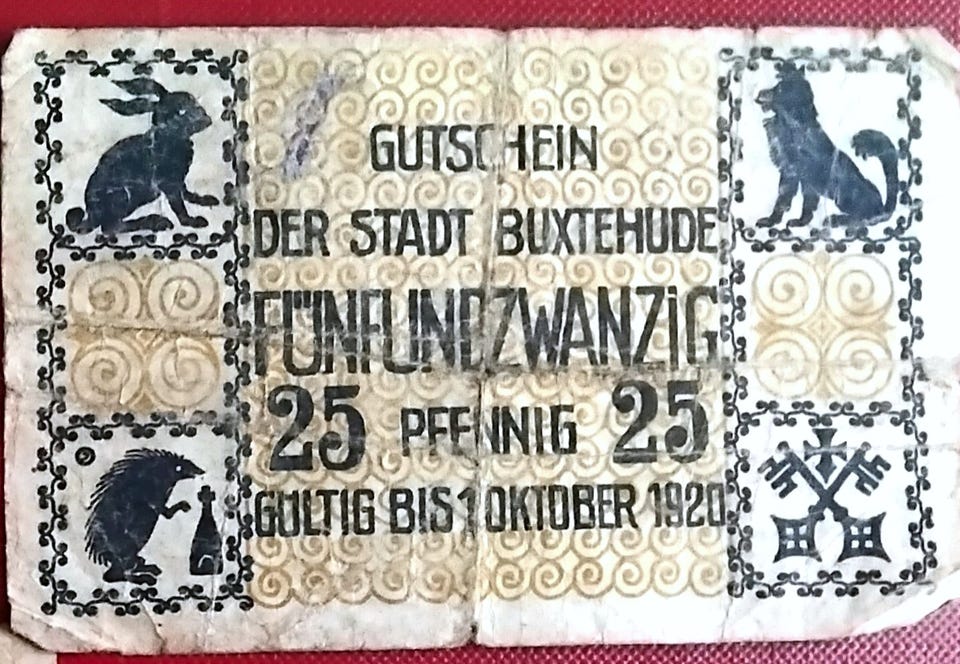 GUTSCHEIN
DER STADT BUXTEHUDE
FÜNFUNDZWANZIG
25 PFENNIG 25
GÜLTIG BIS 1 OKTOBER 1920